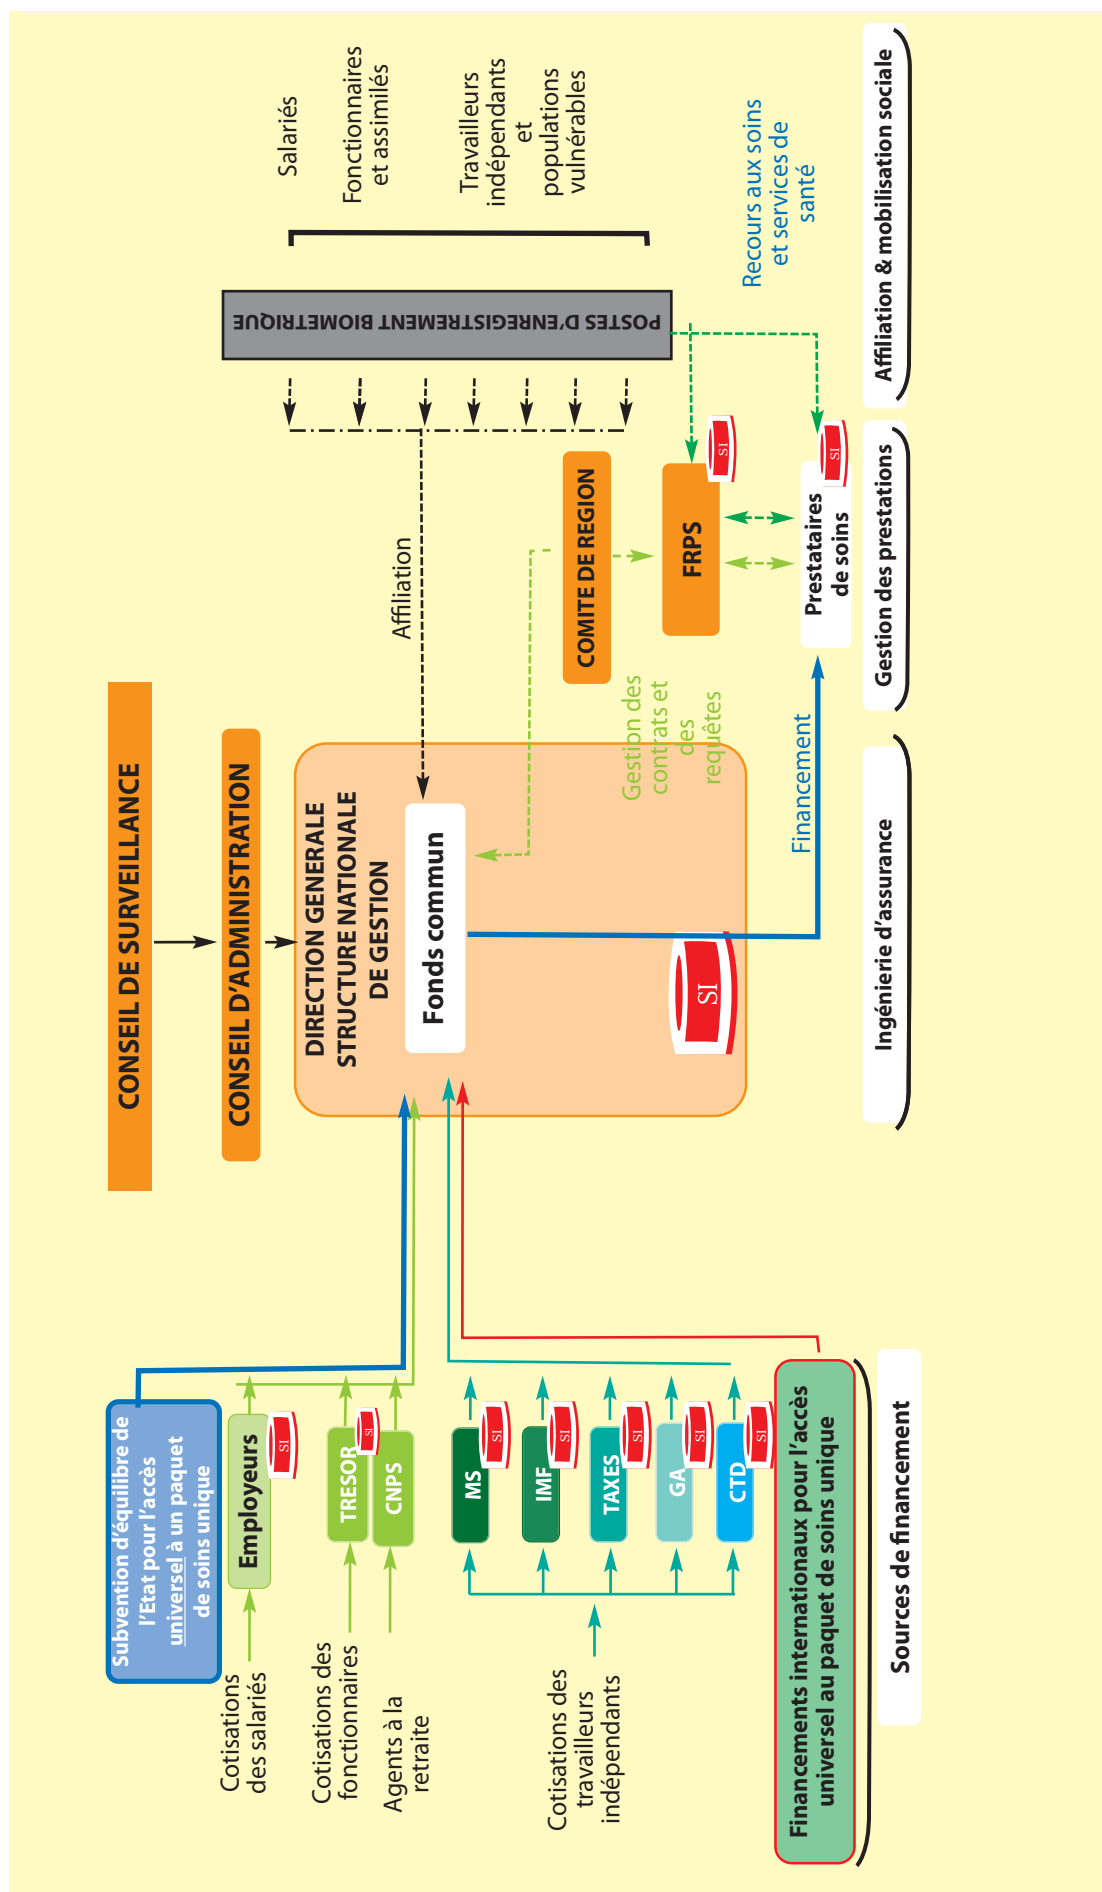 CONSEIL DE SURVEILLANCE
CONSEIL D'ADMINISTRATION
DIRECTION GENERALE
STRUCTURE NATIONALE
DE GESTION
Fonds commun
SI
Subvention d'équilibre de
l'Etat pour l'accès
universel à un paquet
de soins unique
Cotisations
des salariés
Employeurs
SI
Cotisations des
fonctionnaires
TRESOR
SI
Agents à la
retraite
CNPS
Cotisations des
travailleurs
indépendants
MS
SI
IMF
SI
TAXES
SI
GA
SI
CTD
SI
Financements internationaux pour l'accès
universel au paquet de soins unique
Affiliation
Gestion des
contrats et
des
requêtes
Financement
COMITE DE REGION
FRPS
SI
Prestataires
de soins
SI
POSTES D'ENREGISTREMENT BIOMETRIQUE
Salariés
Fonctionnaires
et assimilés
Travailleurs
indépendants
et
populations
vulnérables
Recours aux soins
et services de
santé
Sources de financement
Ingénierie d'assurance
Gestion des prestations
Affiliation & mobilisation sociale